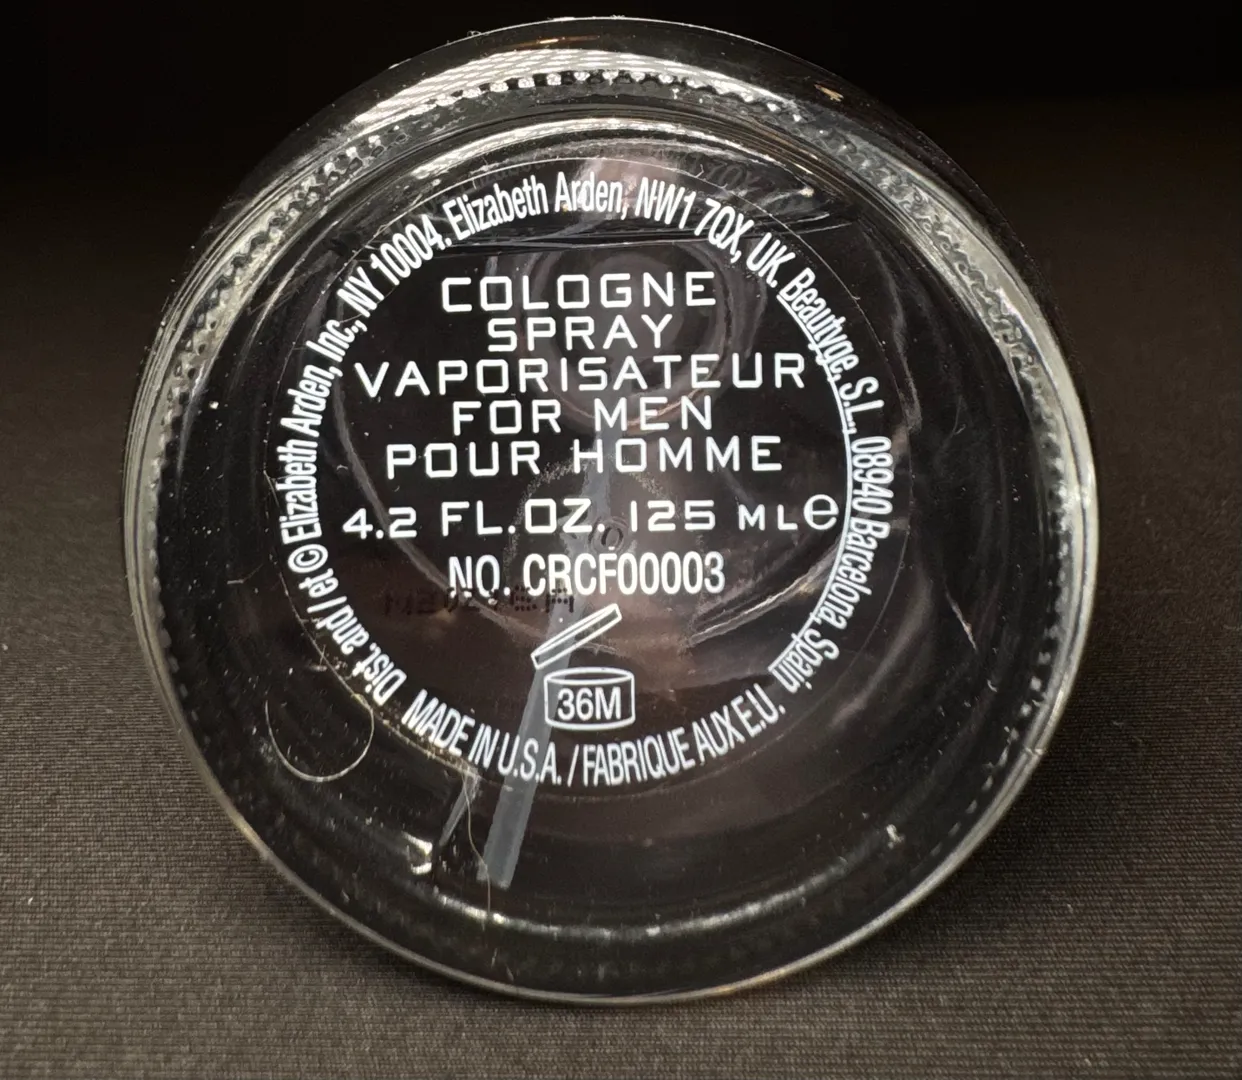 COLOGNE
SPRAY
VAPORISATEUR
FOR MEN
POUR HOMME
4.2 FL.OZ. 125 ML e
NO. CRCF00003
36M
Dist. and / et © Elizabeth Arden, Inc., NY 10004. Elizabeth Arden, NW1 7QX, UK. Beautyge, S.L., 08940 Barcelona, Spain
MADE IN U.S.A. / FABRIQUE AUX E.U.